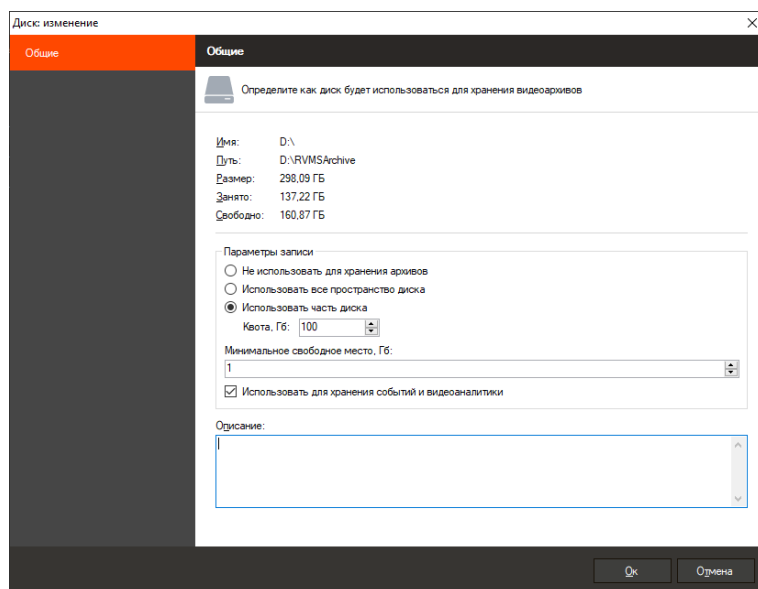 Диск: изменение
Общие
Общие
Определите как диск будет использоваться для хранения видеоархивов
Имя: D:\
Путь: D:\RVMSArchive
Размер: 298,09 ГБ
Занято: 137,22 ГБ
Свободно: 160,87 ГБ
Параметры записи
Не использовать для хранения архивов
Использовать все пространство диска
Использовать часть диска
Квота, Гб: 100
Минимальное свободное место, Гб:
1
Использовать для хранения событий и видеоаналитики
Описание:
Ок Отмена